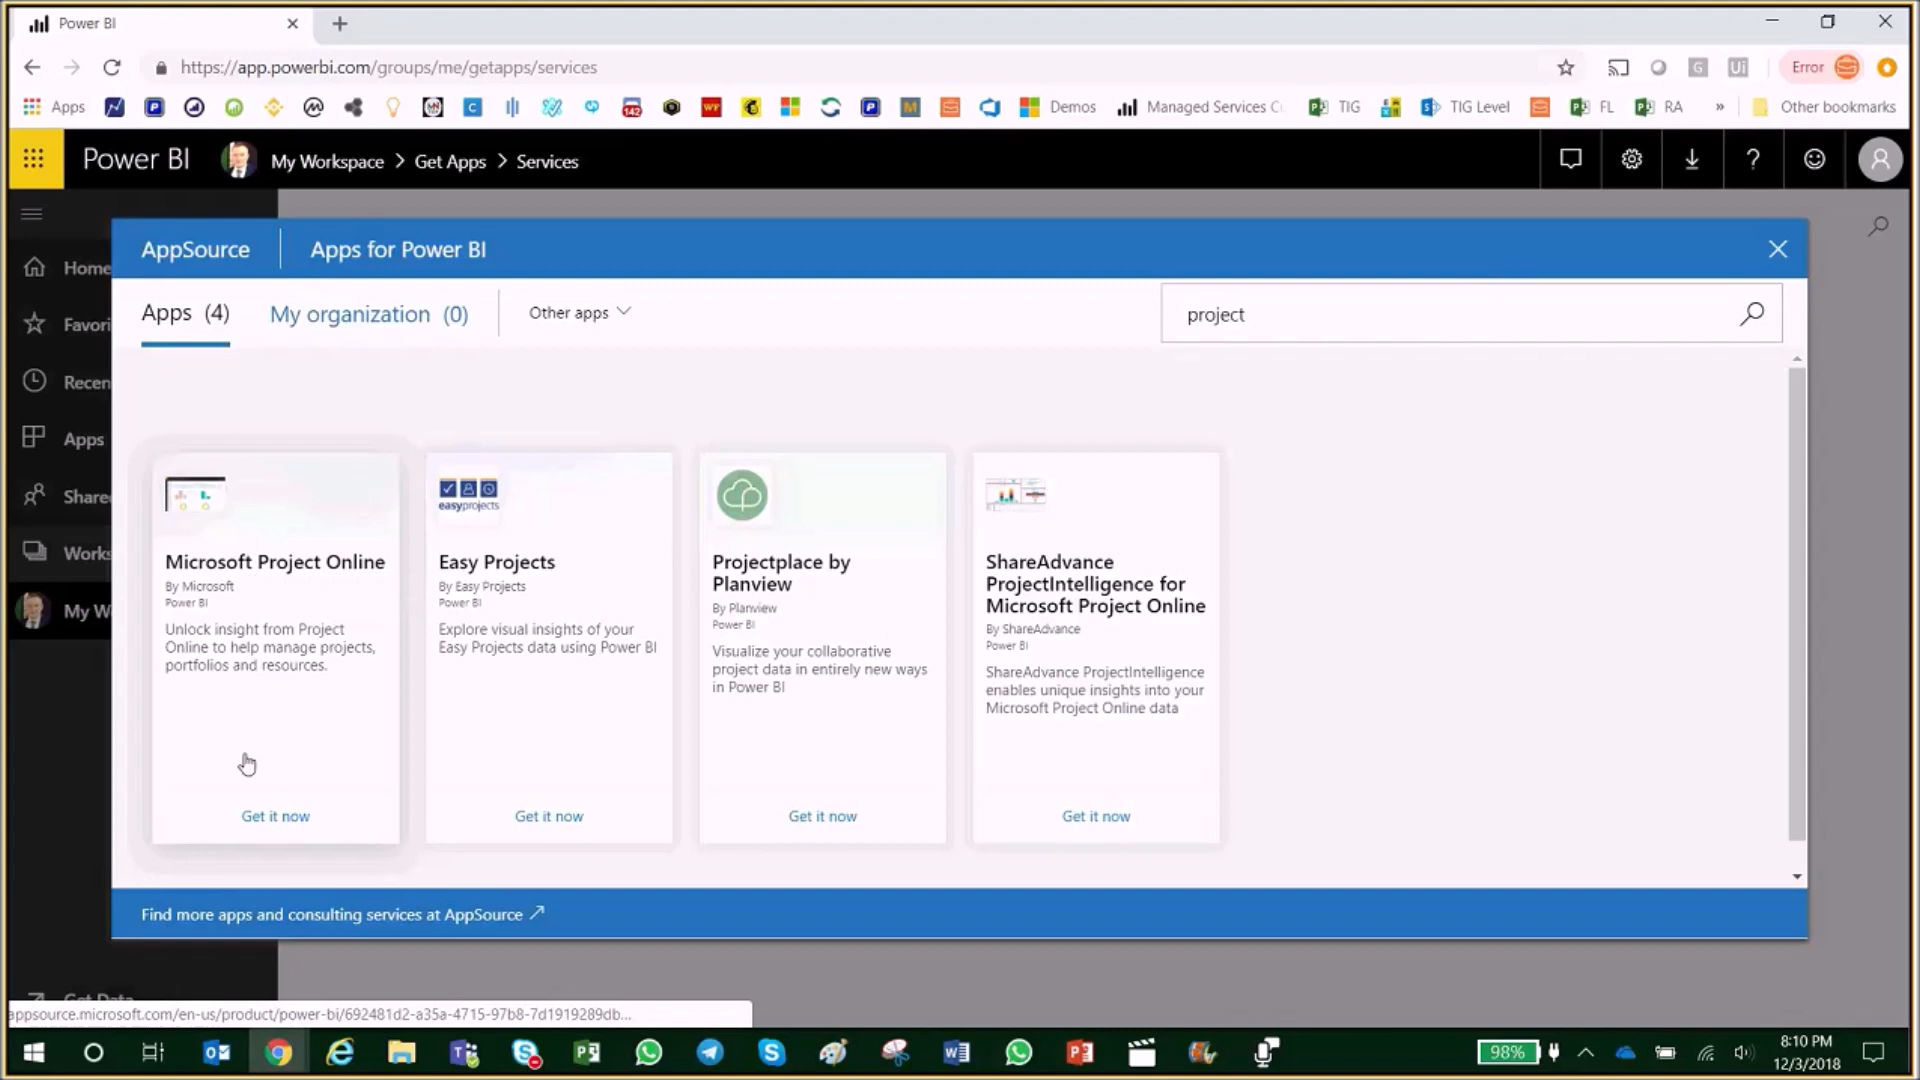 Power BI
https://app.powerbi.com/groups/me/getapps/services
Error
Apps
Demos
Managed Services C
TIG
TIG Level
FL
RA
»
Other bookmarks
Power BI
My Workspace > Get Apps > Services
Home
Favori
Recen
Apps
Share
Works
My W
AppSource
Apps for Power BI
Apps (4)
My organization (0)
Other apps
project
Microsoft Project Online
By Microsoft
Power BI
Unlock insight from Project
Online to help manage projects,
portfolios and resources.
Get it now
easyprojects
Easy Projects
By Easy Projects
Power BI
Explore visual insights of your
Easy Projects data using Power BI
Get it now
Projectplace by
Planview
By Planview
Power BI
Visualize your collaborative
project data in entirely new ways
in Power BI
Get it now
ShareAdvance
ProjectIntelligence for
Microsoft Project Online
By ShareAdvance
Power BI
ShareAdvance ProjectIntelligence
enables unique insights into your
Microsoft Project Online data
Get it now
Find more apps and consulting services at AppSource
Get Data
appsource.microsoft.com/en-us/product/power-bi/692481d2-a35a-4715-97b8-7d1919289db...
98%
8:10 PM
12/3/2018